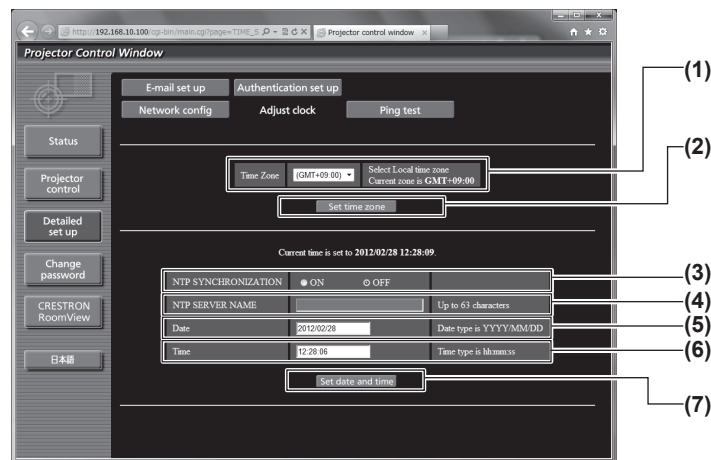 http://192.168.10.100/cgi-bin/main.cgi?page=TIME_S
Projector control window
Projector Control Window
E-mail set up
Authentication set up
Network config
Adjust clock
Ping test
Status
Projector control
Detailed set up
Change password
CRESTRON RoomView
日本語
Time Zone
(GMT+09:00)
Select Local time zone
Current zone is GMT+09:00
Set time zone
Current time is set to 2012/02/28 12:28:09.
NTP SYNCHRONIZATION
ON
OFF
NTP SERVER NAME
Up to 63 characters
Date
2012/02/28
Date type is YYYY/MM/DD
Time
12:28:06
Time type is hh:mm:ss
Set date and time
(1)
(2)
(3)
(4)
(5)
(6)
(7)